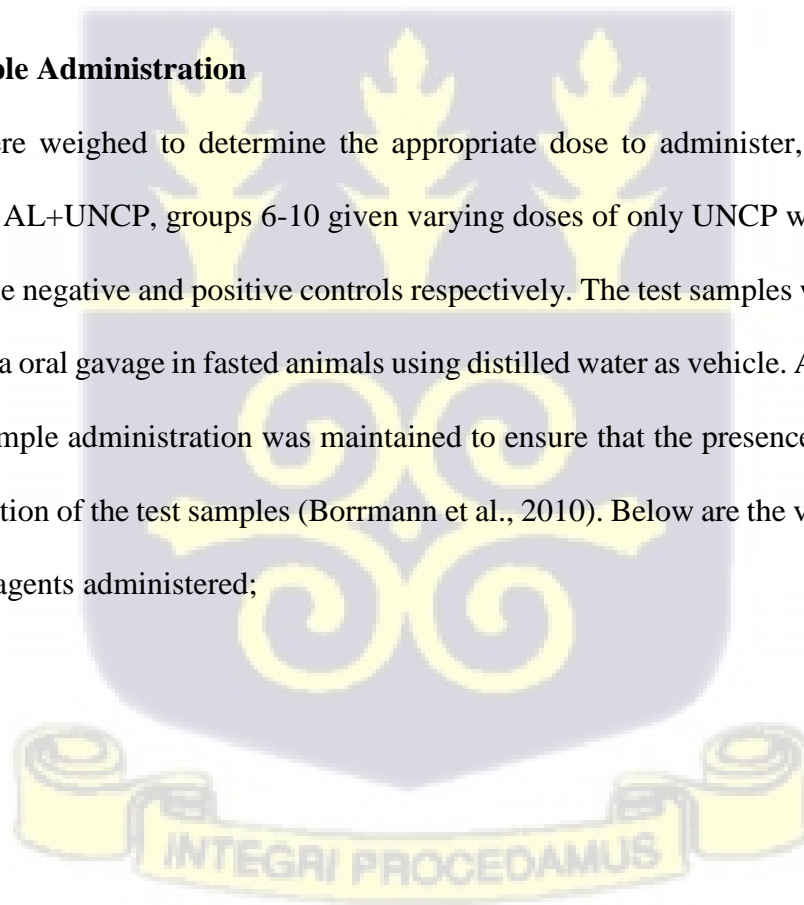 ple Administration
ere weighed to determine the appropriate dose to administer,
AL+UNCP, groups 6-10 given varying doses of only UNCP w
e negative and positive controls respectively. The test samples v
a oral gavage in fasted animals using distilled water as vehicle. A
mple administration was maintained to ensure that the presence
tion of the test samples (Borrmann et al., 2010). Below are the v
agents administered;
INTEGRI PROCEDAMUS